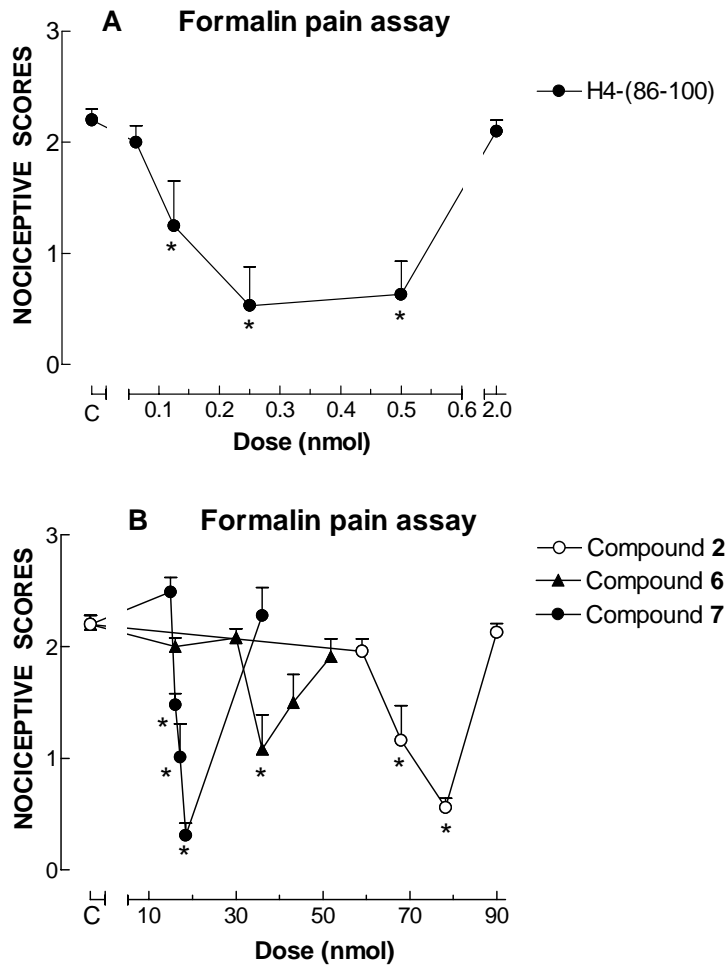 A Formalin pain assay
3
2
1
0
NOCICEPTIVE SCORES
H4-(86-100)
*
*
*
C 0.1 0.2 0.3 0.4 0.5 0.6 2.0
Dose (nmol)
B Formalin pain assay
3
2
1
0
NOCICEPTIVE SCORES
Compound 2
Compound 6
Compound 7
*
*
*
*
*
*
C 10 30 50 70 90
Dose (nmol)